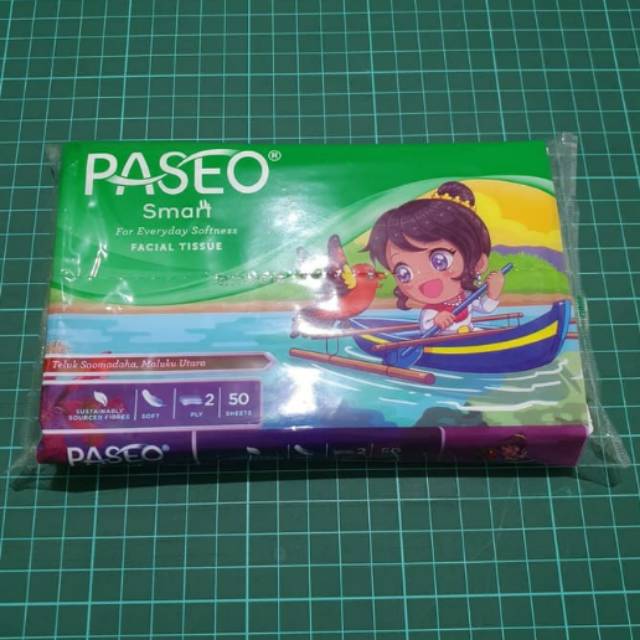 PASEO®
Smart
For Everyday Softness
FACIAL TISSUE
Teluk Soomadaha, Maluku Utara
SUSTAINABLY
SOURCED FIBRES
SOFT
2
PLY
50
SHEETS
PASEO®